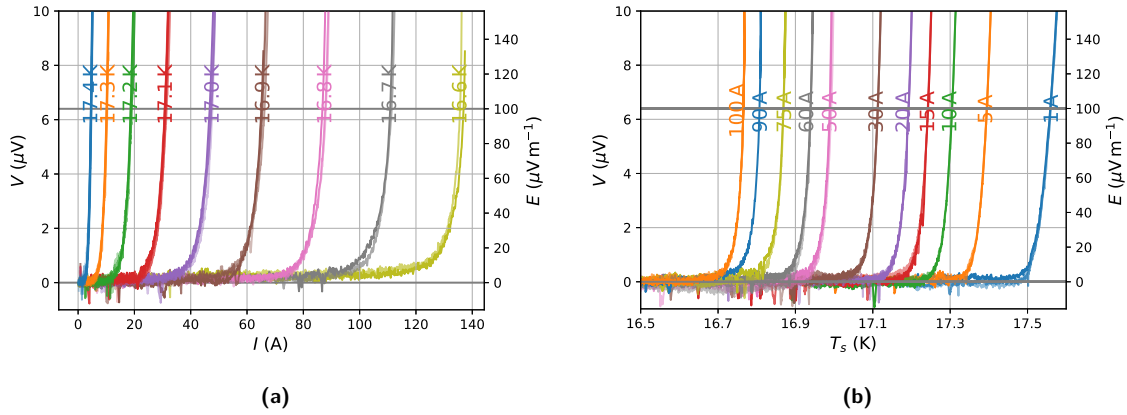 10
8
6
4
2
0
V (µV)
140
120
100
80
60
40
20
0
E (µV m⁻¹)
17.4 K
17.3 K
17.2 K
17.1 K
17.0 K
16.9 K
16.8 K
16.7 K
16.6 K
0 20 40 60 80 100 120 140
I (A)
(a)
10
8
6
4
2
0
V (µV)
140
120
100
80
60
40
20
0
E (µV m⁻¹)
100 A
90 A
75 A
60 A
50 A
30 A
20 A
15 A
10 A
5 A
1 A
16.5 16.7 16.9 17.1 17.3 17.5
Tₛ (K)
(b)